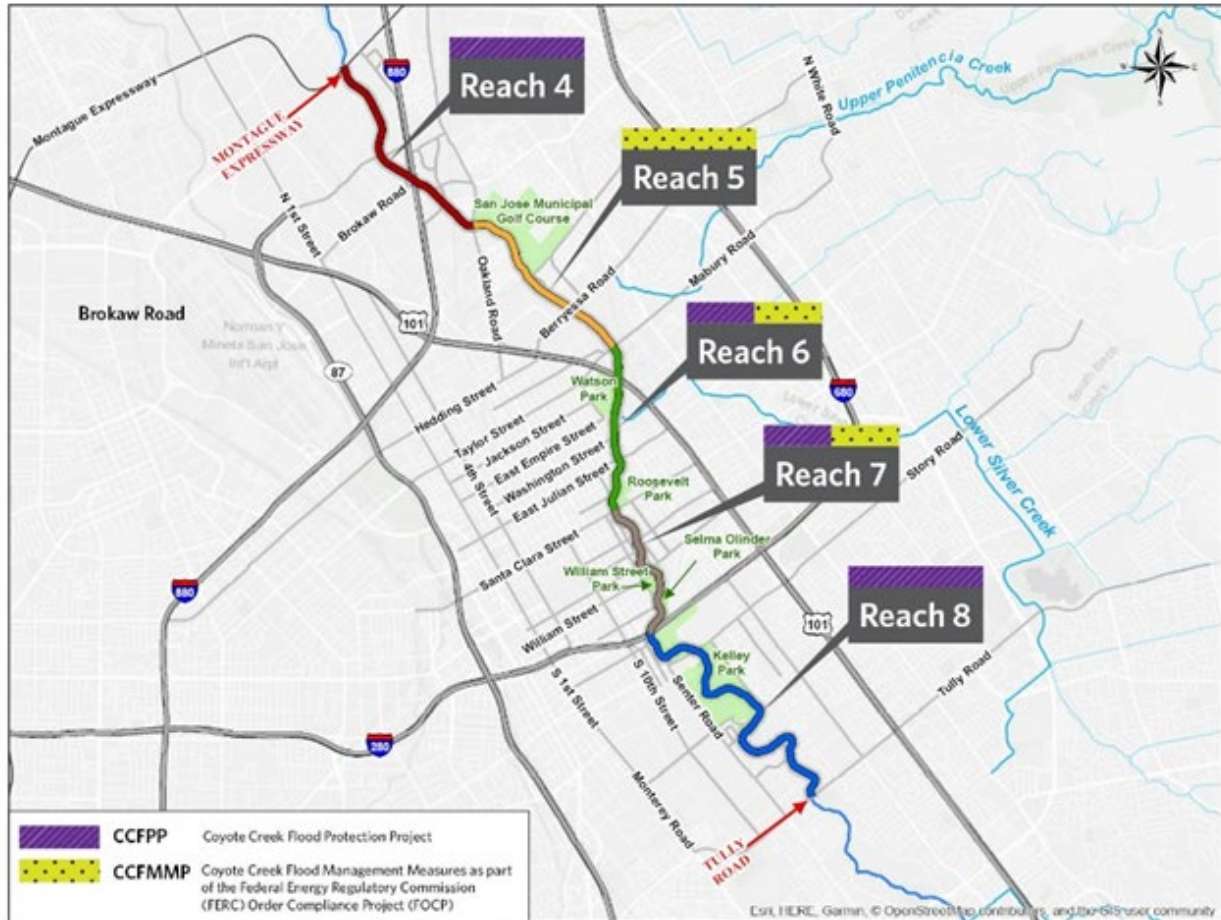 880
Reach 4
Montague Expressway
MONTAGUE
EXPRESSWAY
N White Road
Upper Penitencia Creek
Upper Penitencia Creek
Reach 5
San Jose Municipal
Golf Course
N 1st Street
Brokaw Road
Oakland Road
Berryessa Road
Mabury Road
Brokaw Road
101
Norman Y
Mineta San Jose
Int'l Arpt
87
Reach 6
Watson
Park
Hedding Street
Taylor Street
Jackson Street
East Empire Street
Washington Street
East Julian Street
4th Street
680
Reach 7
Story Road
Lower Silver Creek
Roosevelt
Park
Santa Clara Street
Selma Olinder
Park
William Street
Park
880
William Street
101
Reach 8
Kelley
Park
Tully Road
S 1st Street
S 10th Street
Senter Road
280
Monterey Road
TULLY
ROAD
CCFPP Coyote Creek Flood Protection Project
CCFMMP Coyote Creek Flood Management Measures as part
of the Federal Energy Regulatory Commission
(FERC) Order Compliance Project (FOCP)
Esri, HERE, Garmin, © OpenStreetMap contributors, and the GIS user community